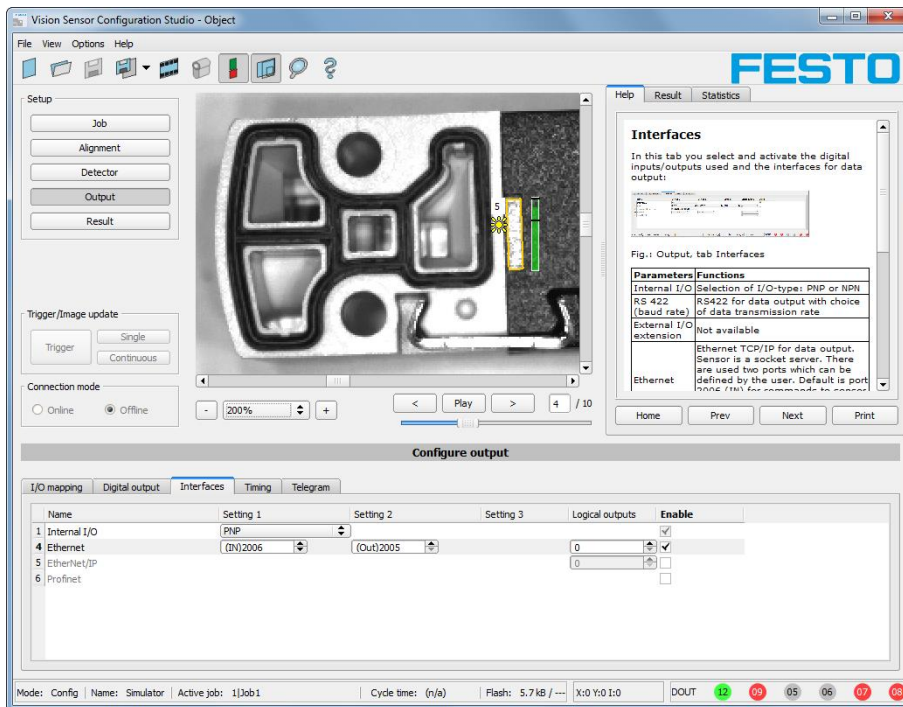 Vision Sensor Configuration Studio - Object
File View Options Help
FESTO
Setup
Job
Alignment
Detector
Output
Result
Trigger/Image update
Trigger
Single
Continuous
Connection mode
Online
Offline
5
- 200% +
< Play > 4 / 10
Help Result Statistics
Interfaces
In this tab you select and activate the digital
inputs/outputs used and the interfaces for data
output:
Fig.: Output, tab Interfaces
Parameters Functions
Internal I/O Selection of I/O-type: PNP or NPN
RS 422 (baud rate) RS422 for data output with choice
of data transmission rate
External I/O extension Not available
Ethernet Ethernet TCP/IP for data output.
Sensor is a socket server. There
are used two ports which can be
defined by the user. Default is port
2006 (IN) for commands to sensor
Home Prev Next Print
Configure output
I/O mapping Digital output Interfaces Timing Telegram
Name Setting 1 Setting 2 Setting 3 Logical outputs Enable
1 Internal I/O PNP
4 Ethernet (IN)2006 (Out)2005 0
5 EtherNet/IP 0
6 Profinet
Mode: Config Name: Simulator Active job: 1|Job1 Cycle time: (n/a) Flash: 5.7 kB / --- X:0 Y:0 I:0 DOUT 12 09 05 06 07 08